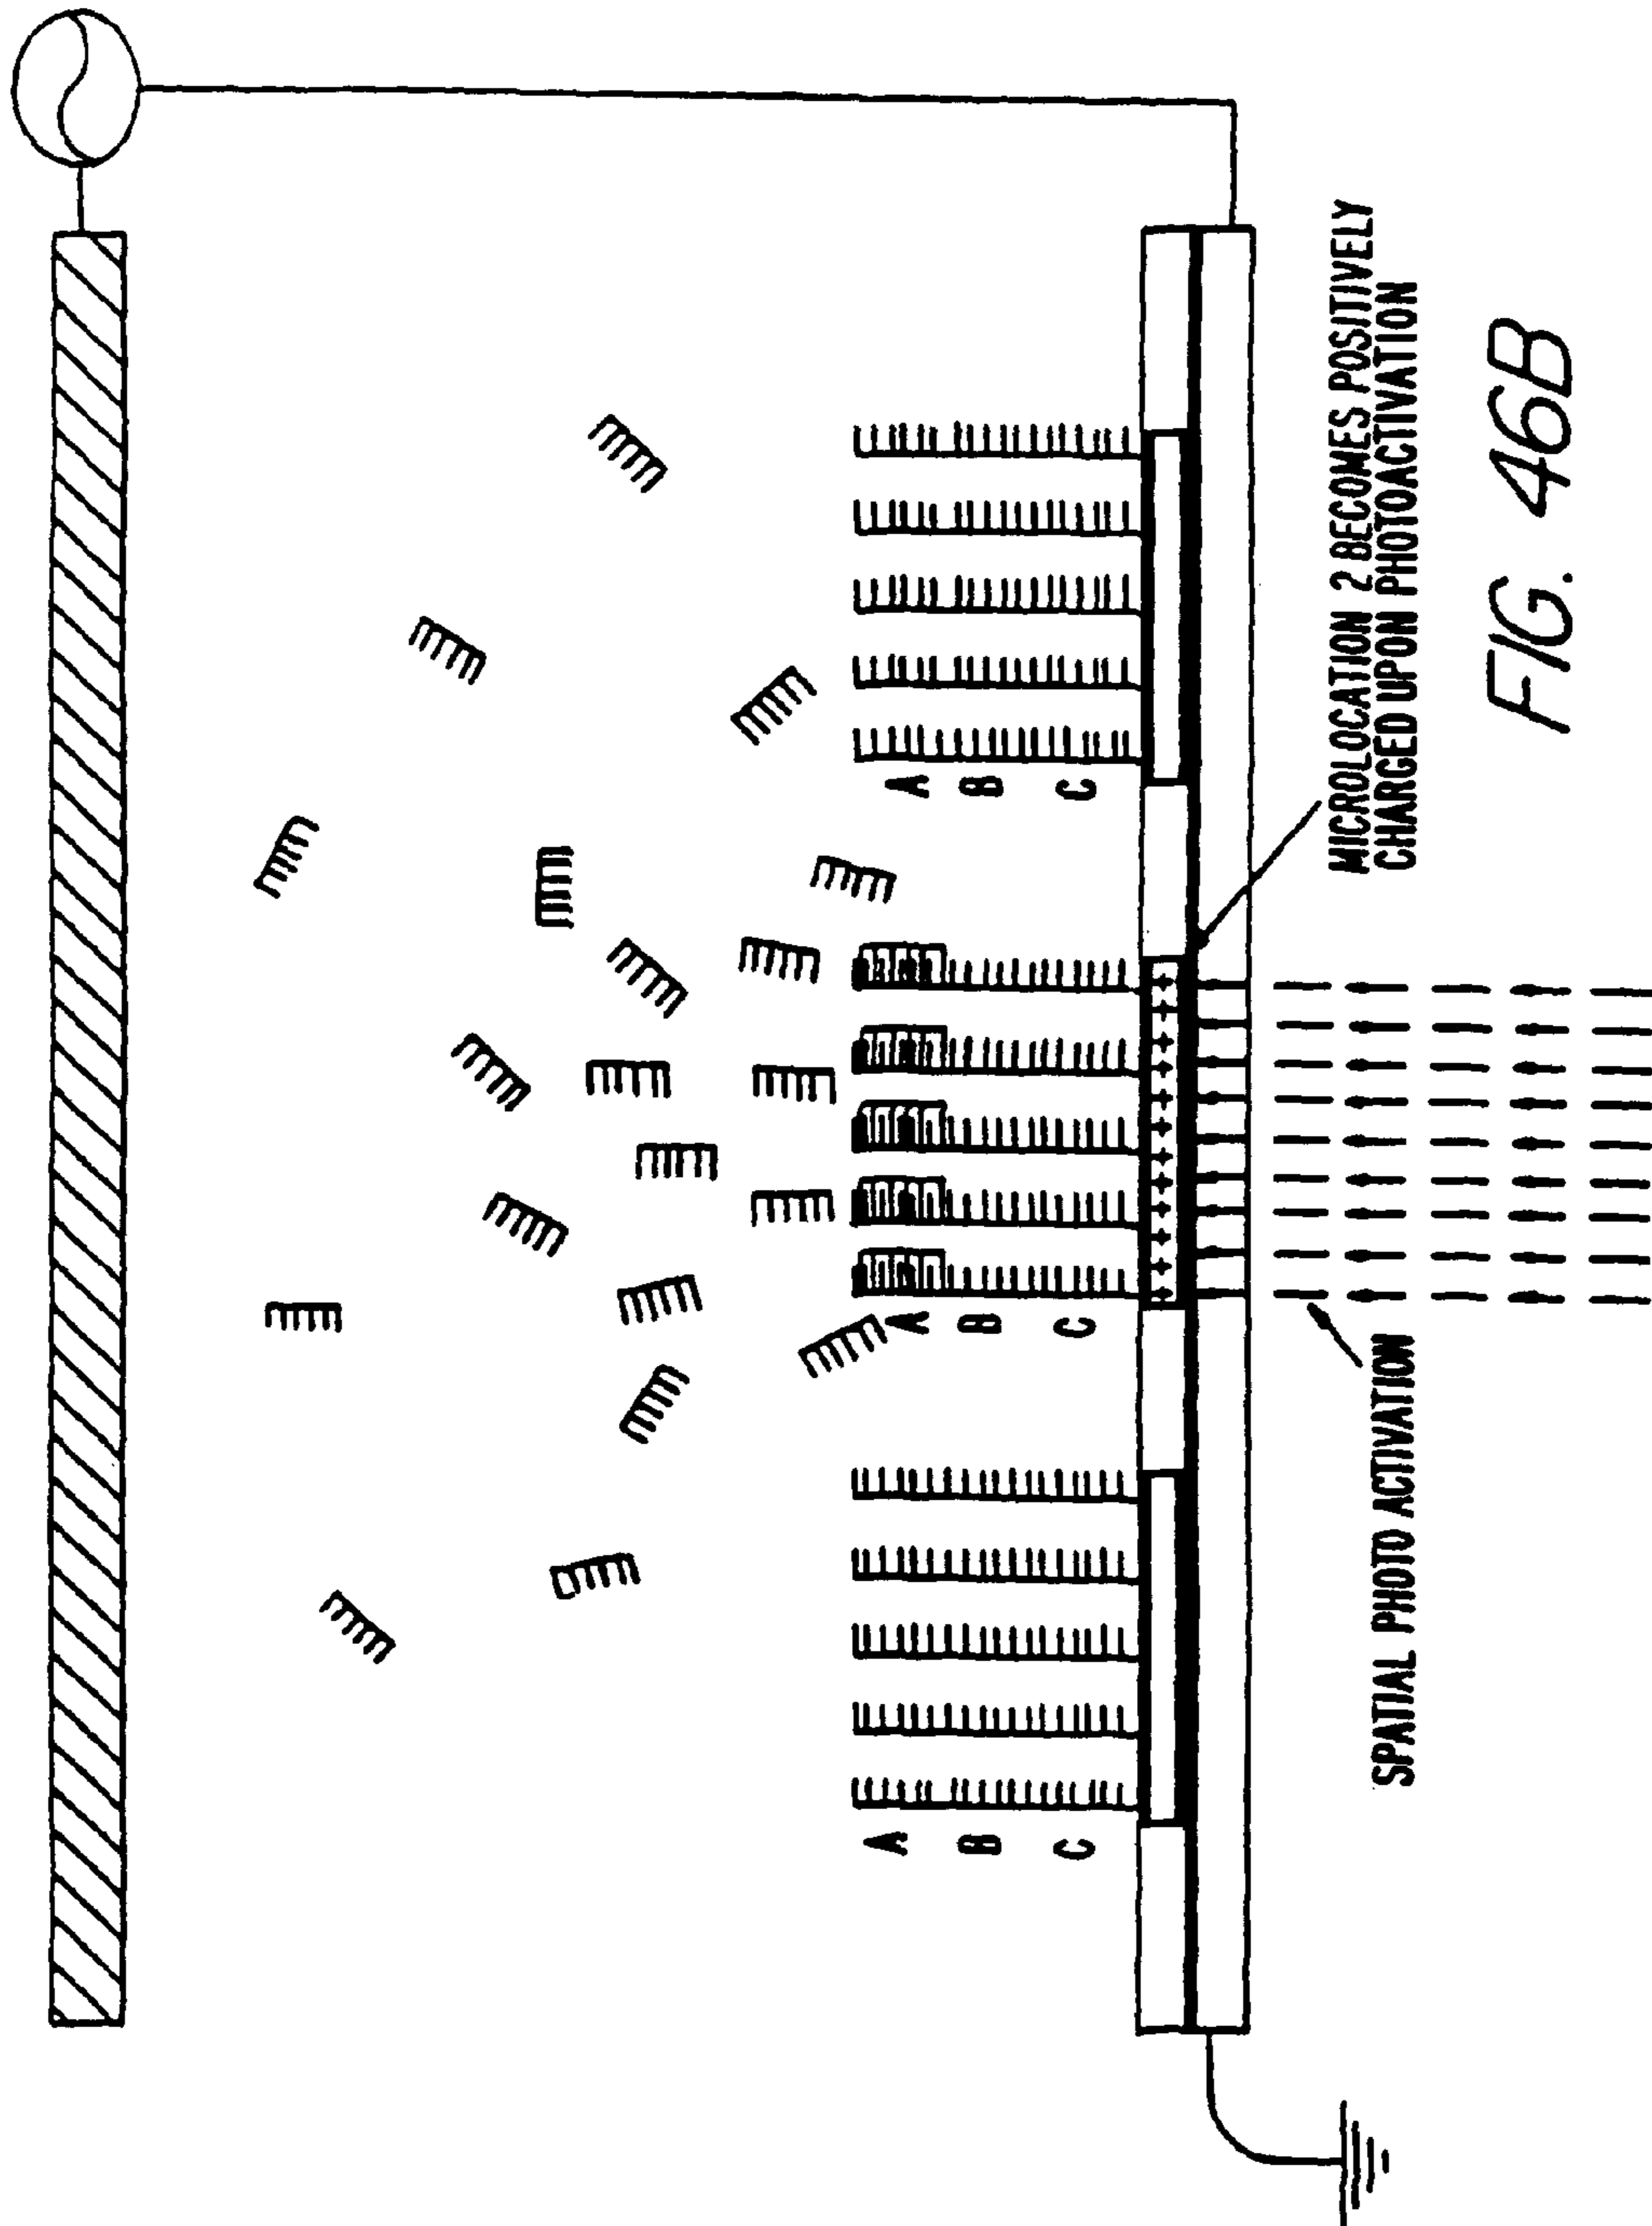 A A A
B B B
C C C
MICROLOCATION 2 BECOMES POSITIVELY
CHARGED UPON PHOTOACTIVATION
SPATIAL PHOTO ACTIVATION
FIG. 46B